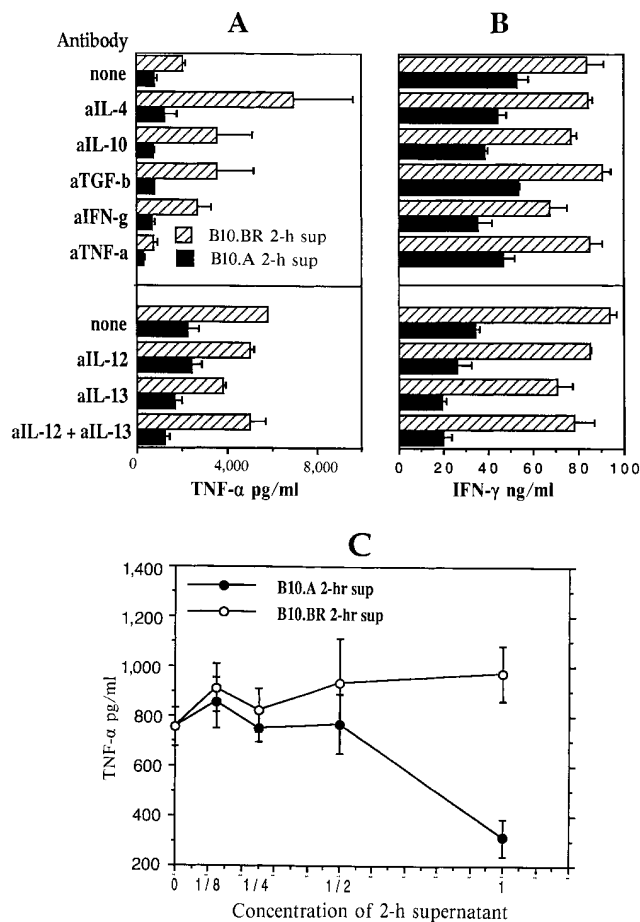 A B
Antibody
none
aIL-4
aIL-10
aTGF-b
aIFN-g
aTNF-a
B10.BR 2-h sup
B10.A 2-h sup
none
aIL-12
aIL-13
aIL-12 + aIL-13
0 4,000 8,000
TNF-α pg/ml
0 20 40 60 80 100
IFN-γ ng/ml
C
1,400
1,200
1,000
800
600
400
200
TNF-α pg/ml
B10.A 2-hr sup
B10.BR 2-hr sup
0 1/8 1/4 1/2 1
Concentration of 2-h supernatant